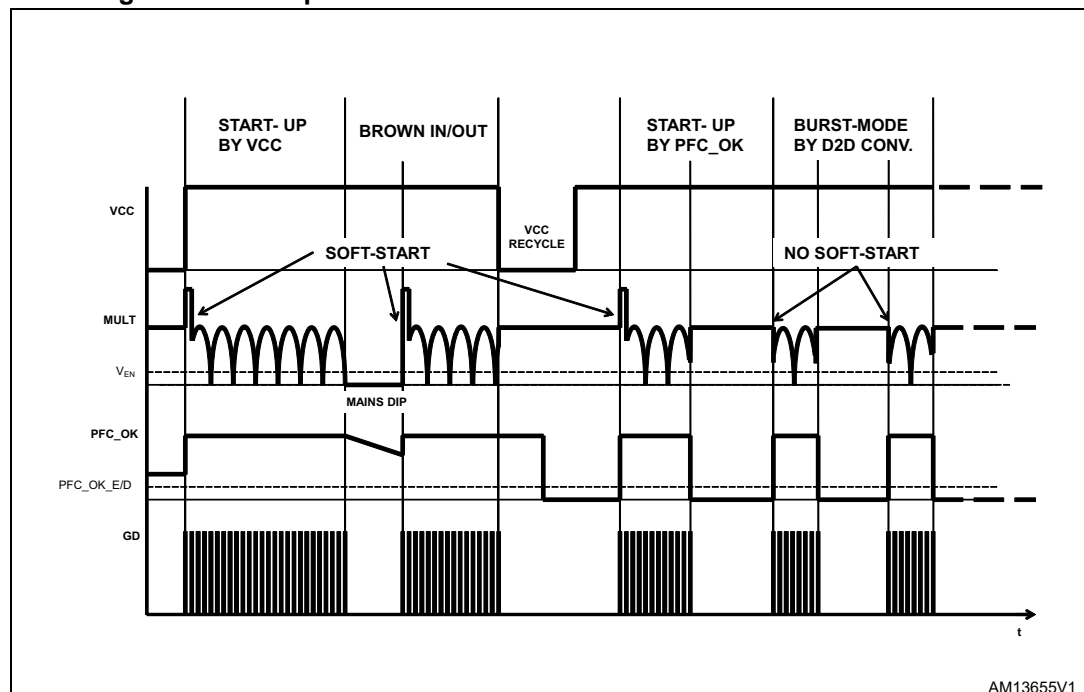 START- UP
BY VCC
BROWN IN/OUT
START- UP
BY PFC_OK
BURST-MODE
BY D2D CONV.
VCC
VCC
RECYCLE
SOFT-START
NO SOFT-START
MULT
VEN
MAINS DIP
PFC_OK
PFC_OK_E/D
GD
t
AM13655V1